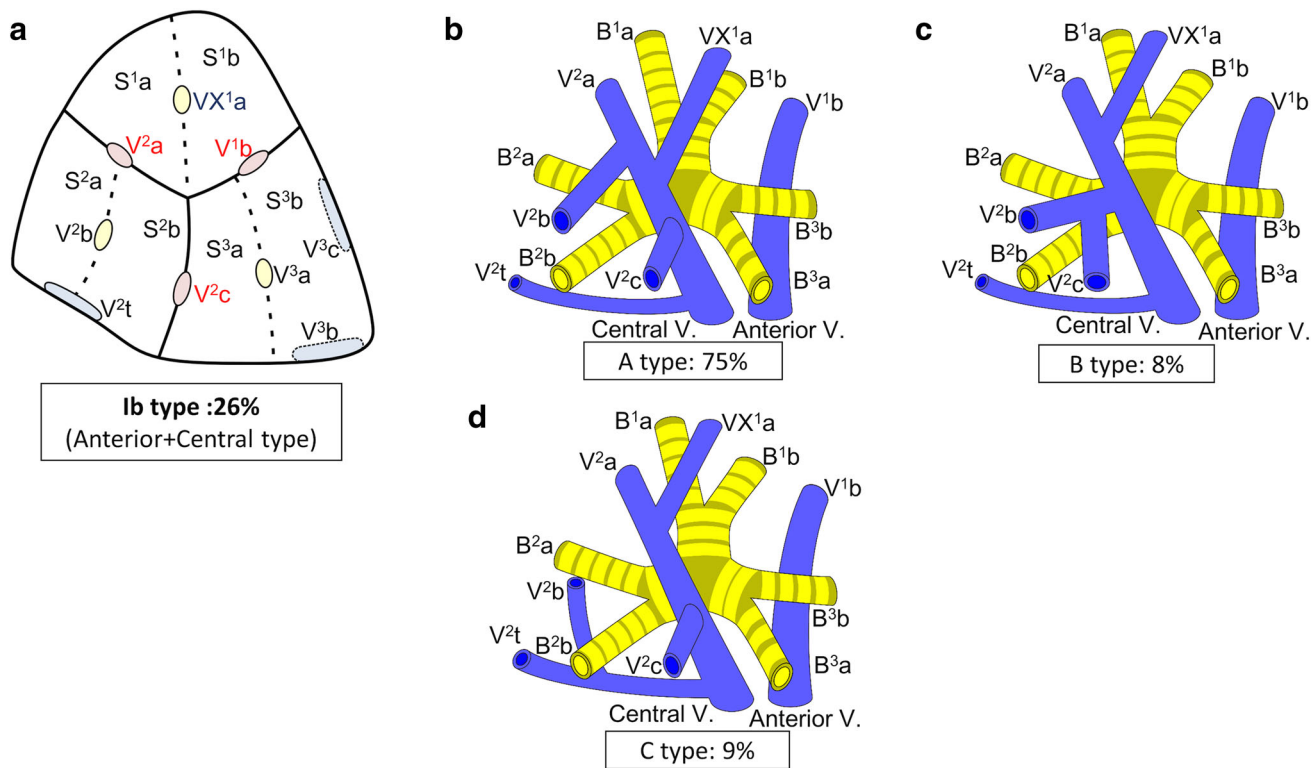 a
S¹a
S¹b
VX¹a
V²a
V¹b
S²a
S³b
V²b
S²b
S³a
V³c
V³a
V²t
V²c
V³b
Ib type :26%
(Anterior+Central type)
b
B¹a
VX¹a
V²a
B¹b
V¹b
B²a
V²b
B³b
B²b
V²t
V²c
B³a
Central V.
Anterior V.
A type: 75%
c
B¹a
VX¹a
V²a
B¹b
V¹b
B²a
V²b
B³b
B²b
V²t
V²c
B³a
Central V.
Anterior V.
B type: 8%
d
B¹a
VX¹a
V²a
B¹b
V¹b
B²a
V²b
B³b
V²t
B²b
V²c
B³a
Central V.
Anterior V.
C type: 9%